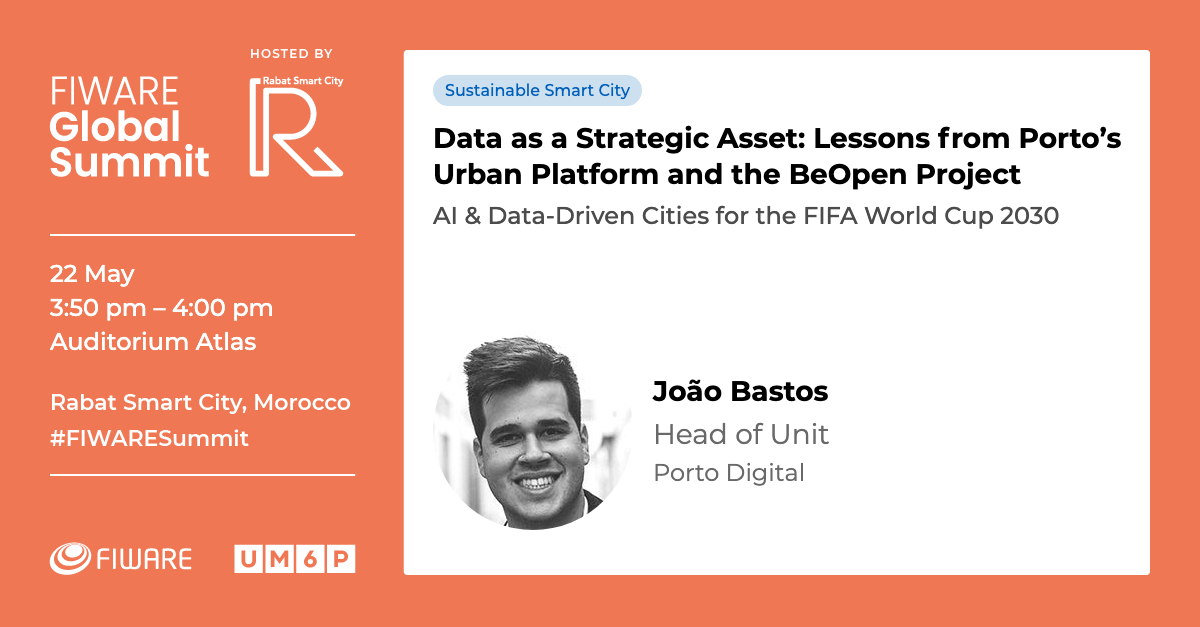 HOSTED BY
FIWARE
Global
Summit
Rabat Smart City
R
22 May
3:50 pm – 4:00 pm
Auditorium Atlas
Rabat Smart City, Morocco
#FIWARESummit
FIWARE
UM6P
Sustainable Smart City
Data as a Strategic Asset: Lessons from Porto’s
Urban Platform and the BeOpen Project
AI & Data-Driven Cities for the FIFA World Cup 2030
João Bastos
Head of Unit
Porto Digital